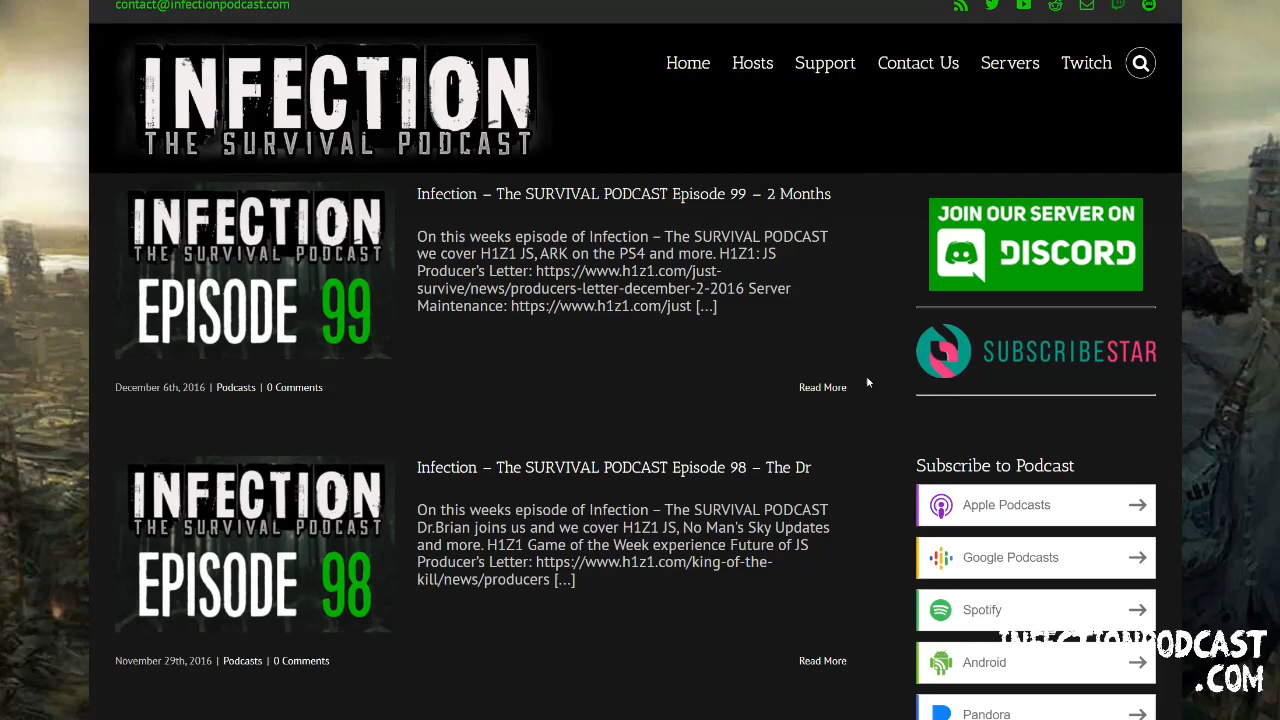 contact@infectionpodcast.com
INFECTION
THE SURVIVAL PODCAST
Home
Hosts
Support
Contact Us
Servers
Twitch
INFECTION
THE SURVIVAL PODCAST
EPISODE 99
Infection – The SURVIVAL PODCAST Episode 99 – 2 Months
On this weeks episode of Infection – The SURVIVAL PODCAST
we cover H1Z1 JS, ARK on the PS4 and more. H1Z1: JS
Producer's Letter: https://www.h1z1.com/just-
survive/news/producers-letter-december-2-2016 Server
Maintenance: https://www.h1z1.com/just [...]
December 6th, 2016 | Podcasts | 0 Comments
Read More
INFECTION
THE SURVIVAL PODCAST
EPISODE 98
Infection – The SURVIVAL PODCAST Episode 98 – The Dr
On this weeks episode of Infection – The SURVIVAL PODCAST
Dr.Brian joins us and we cover H1Z1 JS, No Man's Sky Updates
and more. H1Z1 Game of the Week experience Future of JS
Producer's Letter: https://www.h1z1.com/king-of-the-
kill/news/producers [...]
November 29th, 2016 | Podcasts | 0 Comments
Read More
JOIN OUR SERVER ON
DISCORD
SUBSCRIBESTAR
Subscribe to Podcast
Apple Podcasts
Google Podcasts
Spotify
Android
Pandora
INFECTIONPODCAST
.COM